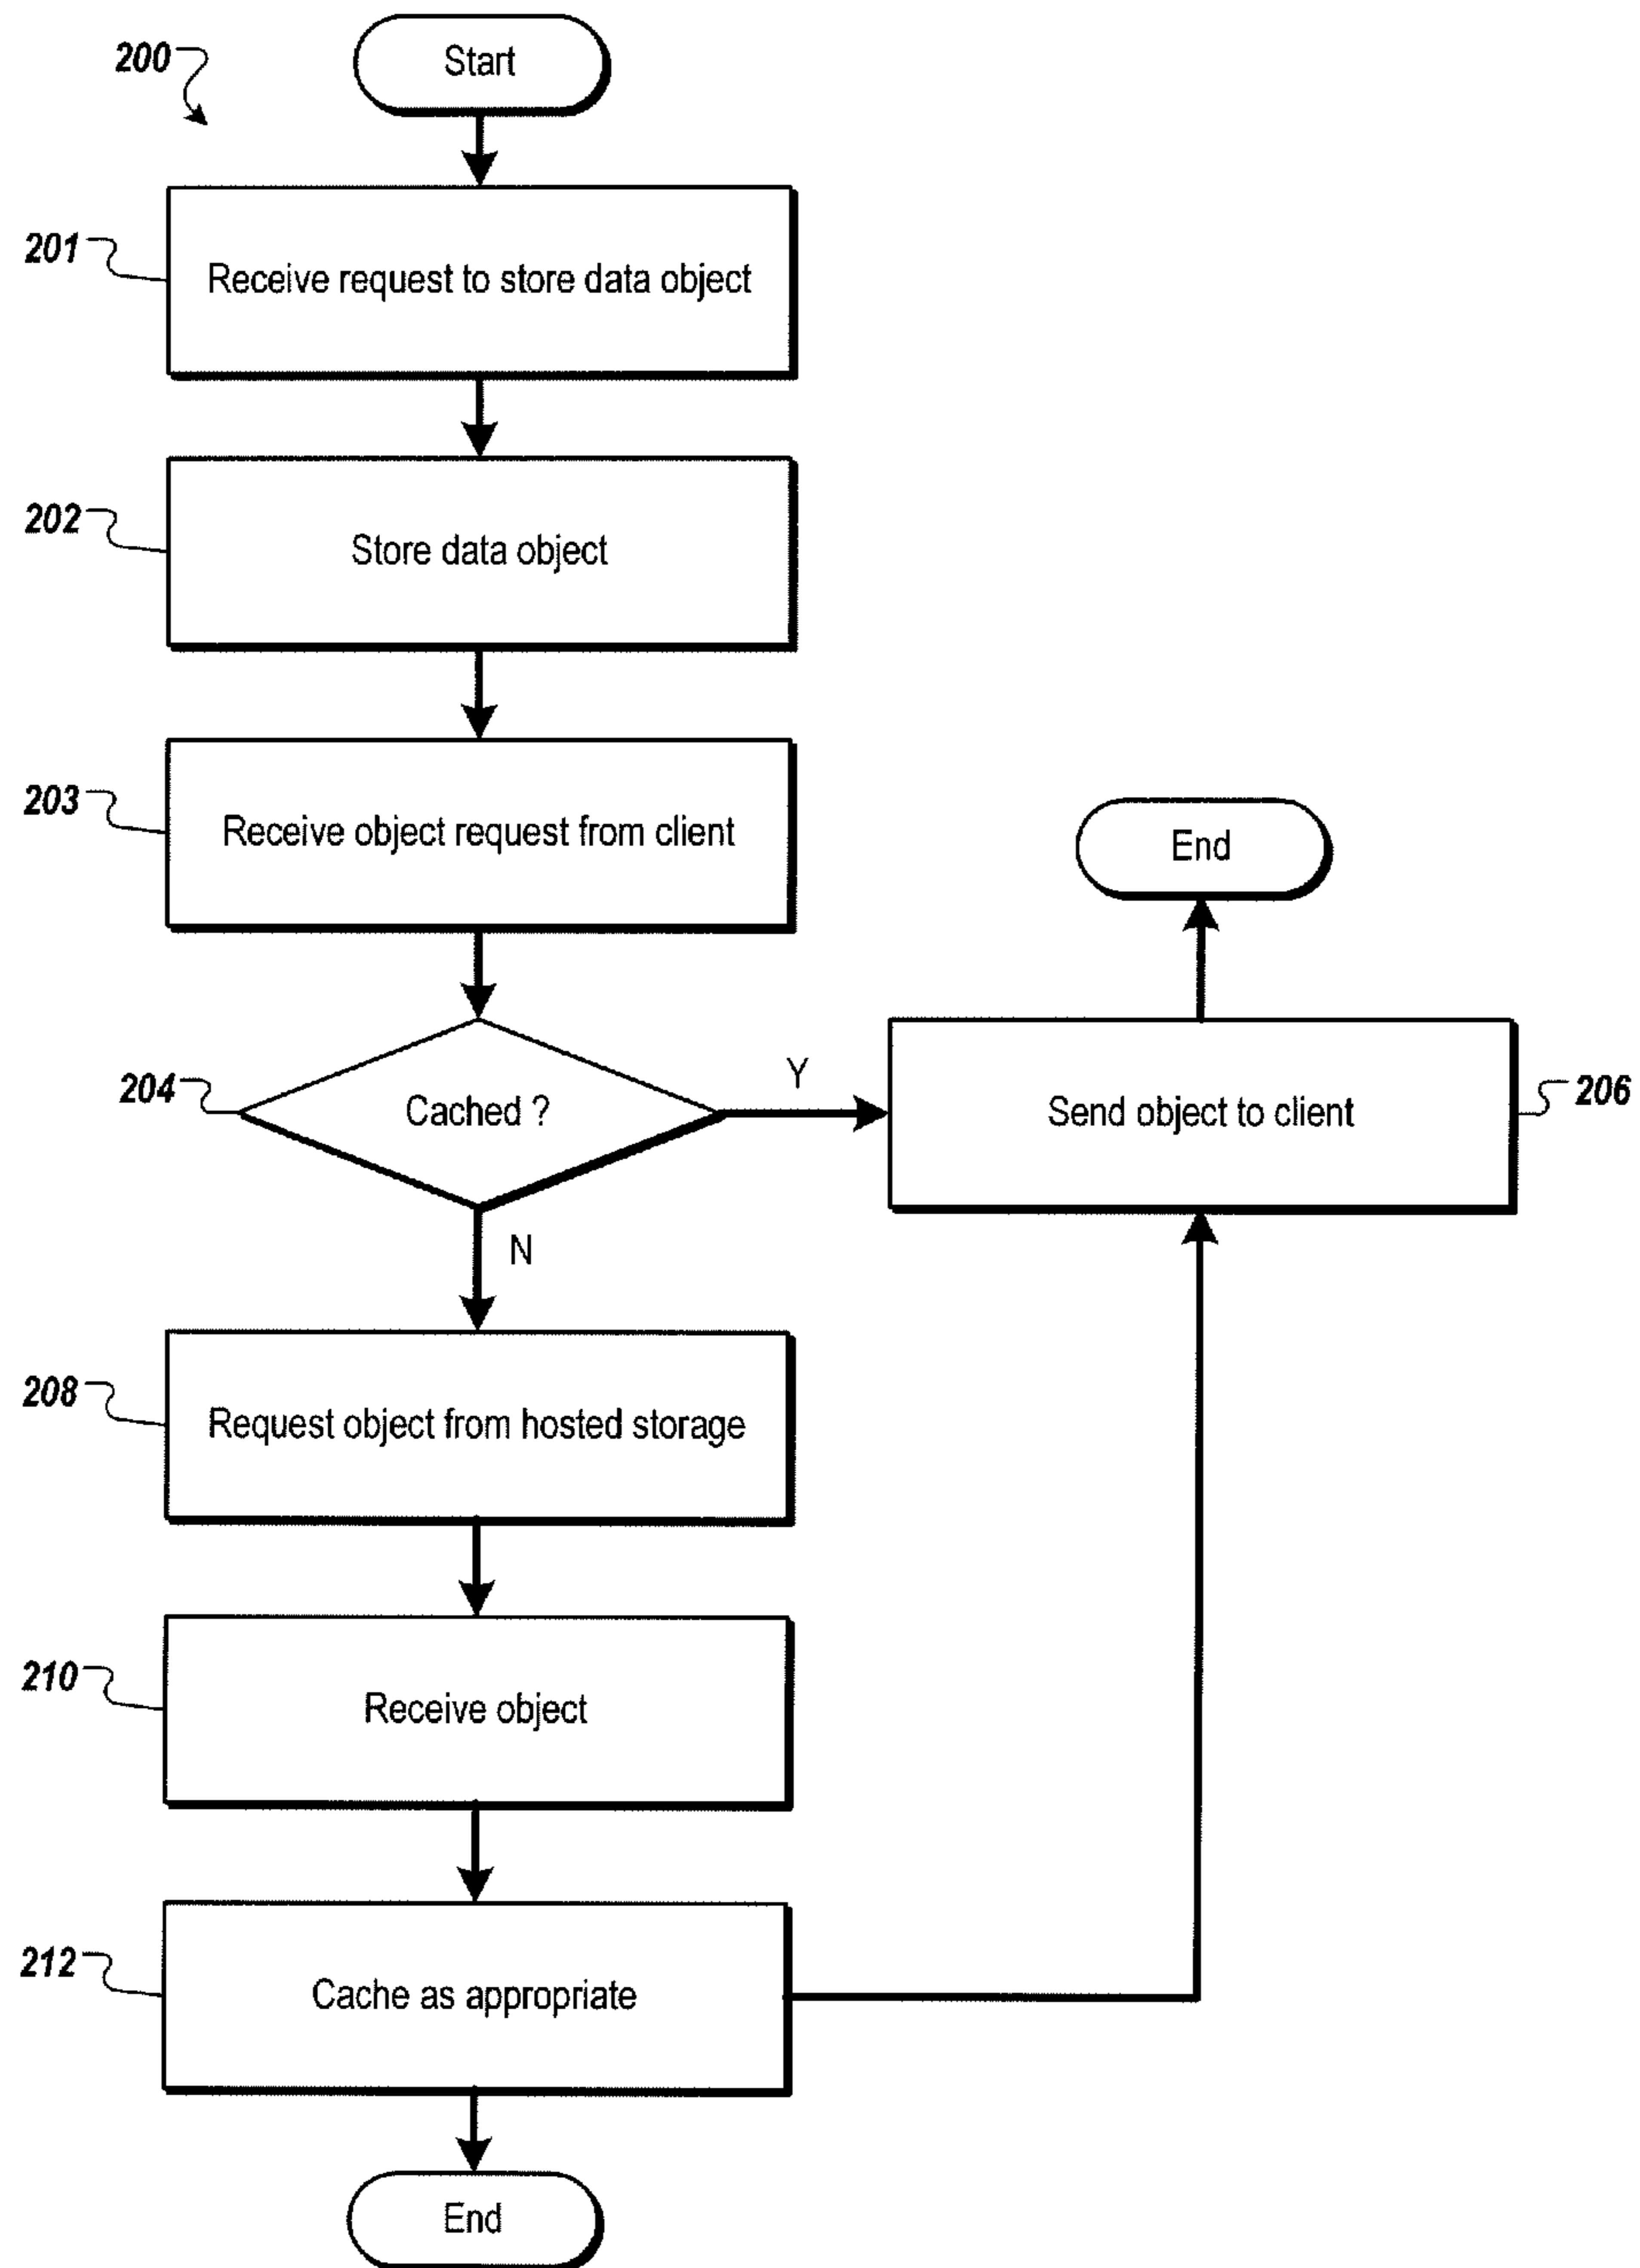 200
Start
201
Receive request to store data object
202
Store data object
203
Receive object request from client
End
204
Cached ?
Y
Send object to client
206
N
208
Request object from hosted storage
210
Receive object
212
Cache as appropriate
End